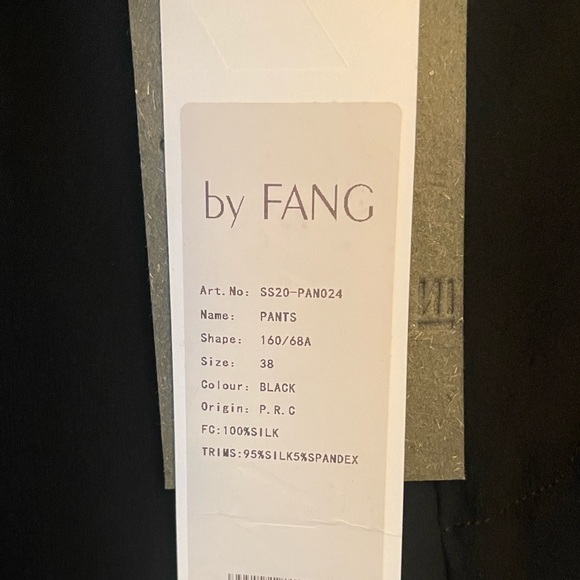 by FANG
Art.No: SS20-PAN024
Name: PANTS
Shape: 160/68A
Size: 38
Colour: BLACK
Origin: P.R.C
FC:100%SILK
TRIMS:95%SILK5%SPANDEX